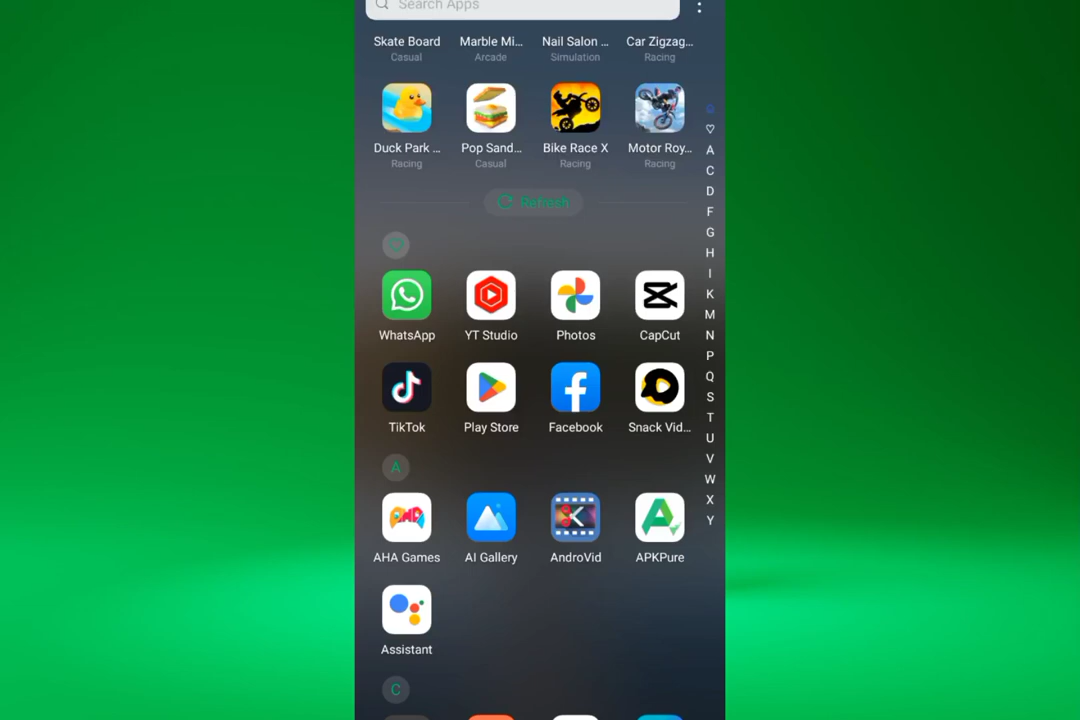 Search Apps
Skate Board Marble Mi... Nail Salon ... Car Zigzag...
Casual Arcade Simulation Racing
Duck Park ... Pop Sand... Bike Race X Motor Roy...
Racing Casual Racing Racing
Refresh
WhatsApp YT Studio Photos CapCut
TikTok Play Store Facebook Snack Vid...
A
AHA Games AI Gallery AndroVid APKPure
Assistant
C
A
C
D
F
G
H
I
K
M
N
P
Q
S
T
U
V
W
X
Y